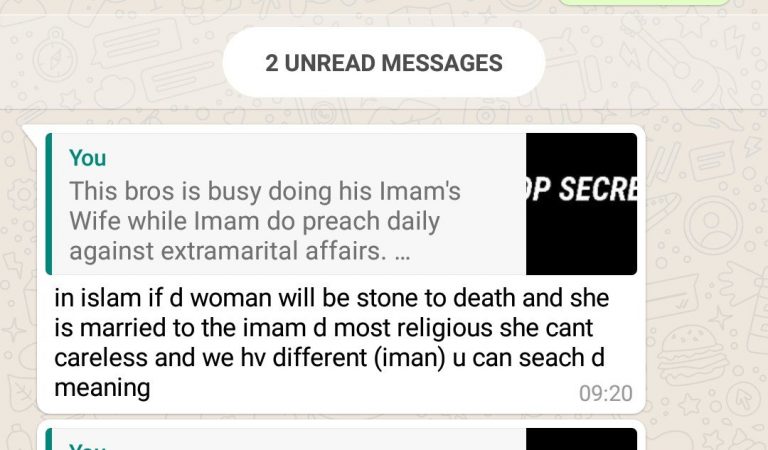 2 UNREAD MESSAGES
You
This bros is busy doing his Imam's
Wife while Imam do preach daily
against extramarital affairs. ...
OP SECRE
in islam if d woman will be stone to death and she
is married to the imam d most religious she cant
careless and we hv different (iman) u can seach d
meaning
09:20
You